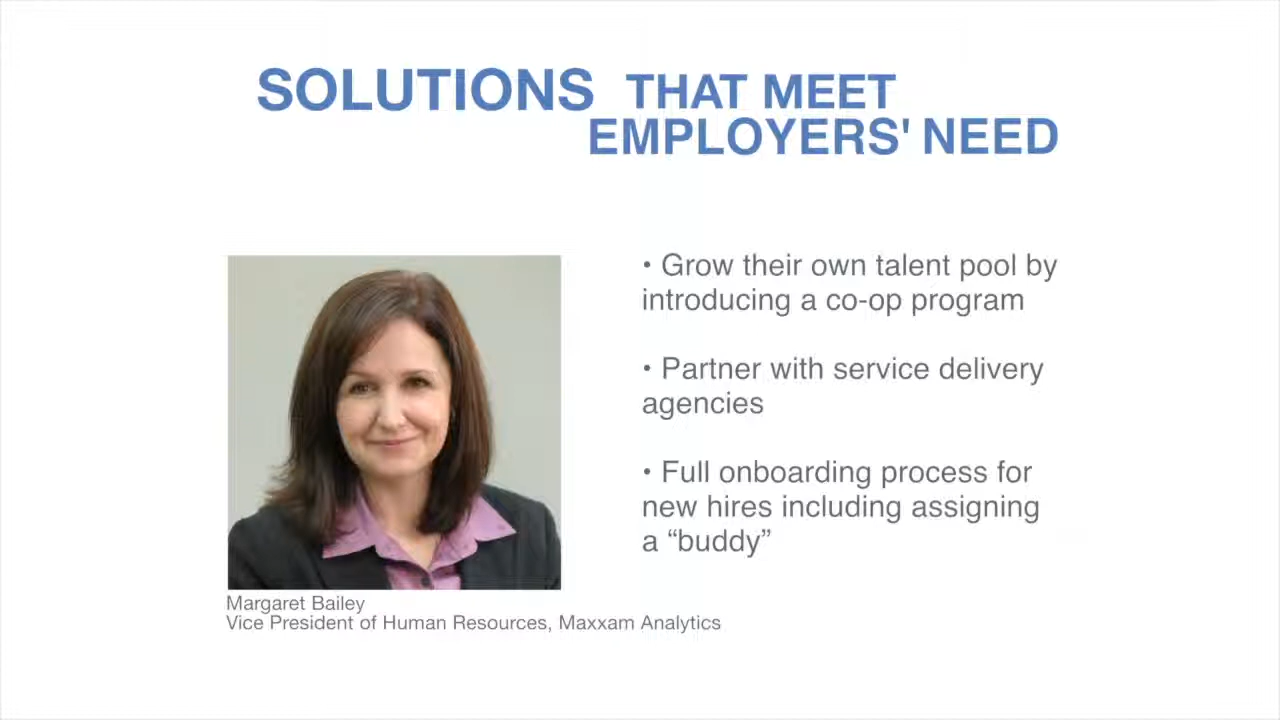 SOLUTIONS THAT MEET
EMPLOYERS' NEED
• Grow their own talent pool by
introducing a co-op program
• Partner with service delivery
agencies
• Full onboarding process for
new hires including assigning
a “buddy”
Margaret Bailey
Vice President of Human Resources, Maxxam Analytics